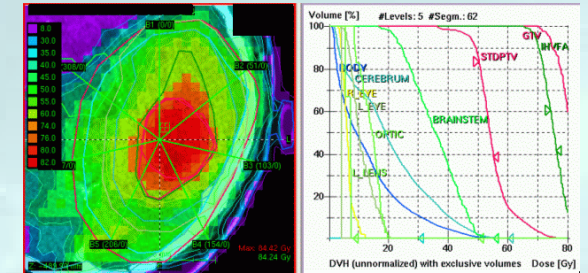 0.0
30.0
35.0
40.0
45.0
50.0
55.0
60.0
70.0
76.0
80.0
82.0
B1 (0/0)
B2 (51/0)
B3 (103/0)
B4 (154/0)
B5 (206/0)
Max: 84.42 Gy
84.24 Gy
Volume [%] #Levels: 5 #Segm.: 62
100
80
60
40
20
BODY
CEREBRUM
R_EYE
L_EYE
OPTIC
L_LENS
BRAINSTEM
STDPTV
GTV
INVFA
20
40
60
80
DVH (unnormalized) with exclusive volumes Dose [Gy]